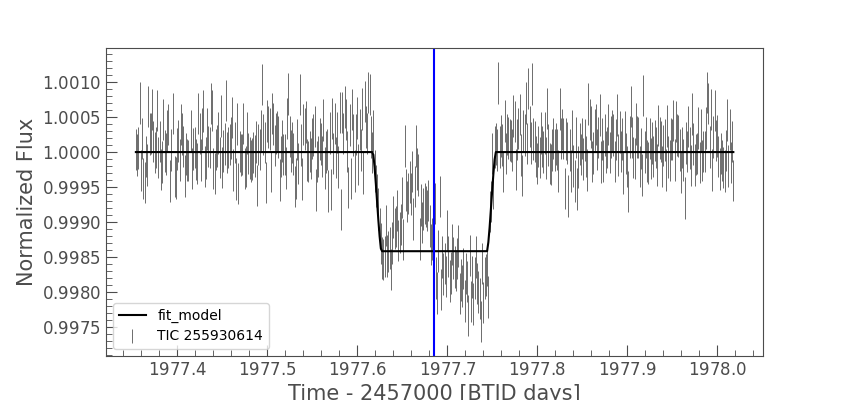 1.0010
1.0005
1.0000
0.9995
0.9990
0.9985
0.9980
0.9975
Normalized Flux
fit_model
TIC 255930614
1977.4 1977.5 1977.6 1977.7 1977.8 1977.9 1978.0
Time - 2457000 [BTJD days]